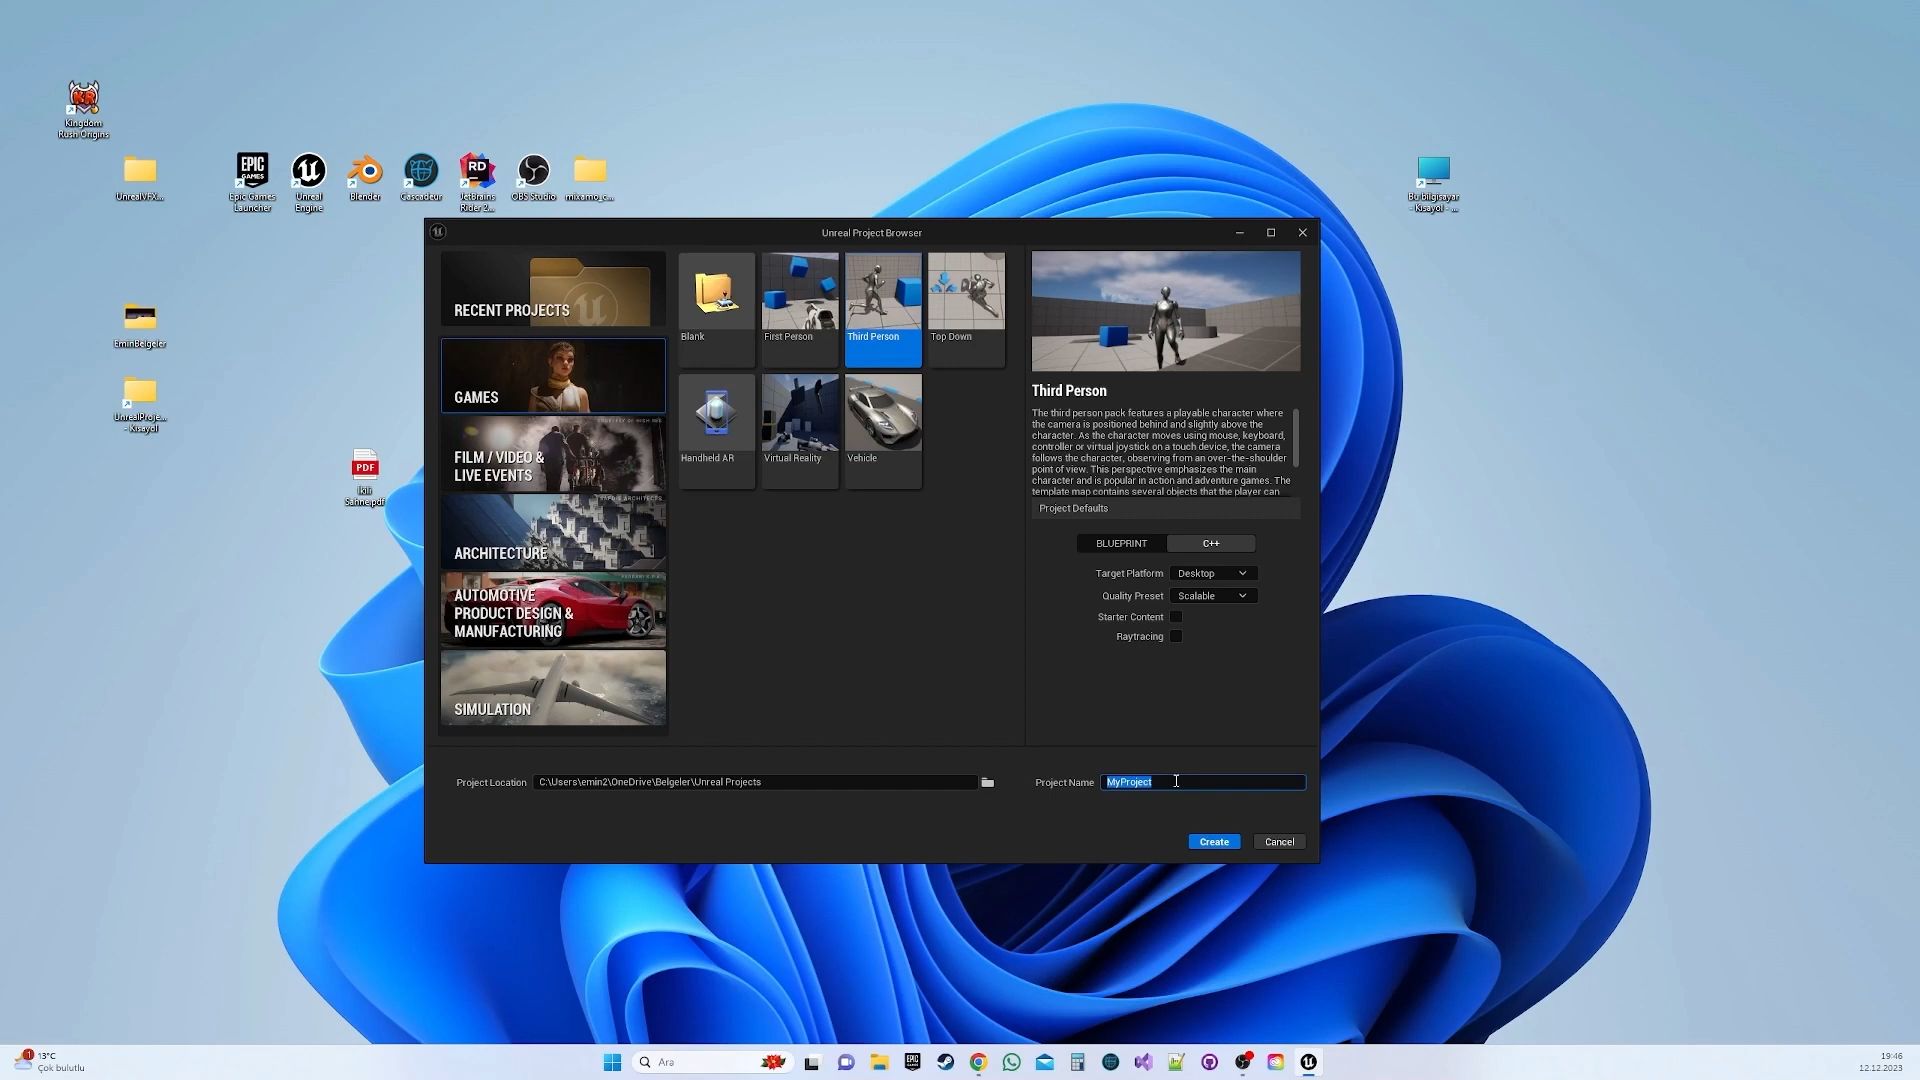 Kingdom
Rush Origins
UnrealVFX...
EPIC
GAMES
Epic Games
Launcher
Unreal
Engine
Blender
Cascadeur
RD
JetBrains
Rider 2...
OBS Studio
mixamo_c...
Bu bilgisayar
- Kısayol - ...
EminBelgeler
UnrealProje...
- Kısayol
PDF
İkili
Sahne.pdf
Unreal Project Browser
RECENT PROJECTS
GAMES
FILM / VIDEO &
LIVE EVENTS
ARCHITECTURE
AUTOMOTIVE
PRODUCT DESIGN &
MANUFACTURING
SIMULATION
Blank
First Person
Third Person
Top Down
Handheld AR
Virtual Reality
Vehicle
Third Person
The third person pack features a playable character where
the camera is positioned behind and slightly above the
character. As the character moves using mouse, keyboard,
controller or virtual joystick on a touch device, the camera
follows the character, observing from an over-the-shoulder
point of view. This perspective emphasizes the main
character and is popular in action and adventure games. The
template map contains several objects that the player can
Project Defaults
BLUEPRINT
C++
Target Platform
Desktop
Quality Preset
Scalable
Starter Content
Raytracing
Project Location
C:\Users\emin2\OneDrive\Belgeler\Unreal Projects
Project Name
MyProject
Create
Cancel
1
13°C
Çok bulutlu
Ara
19:46
12.12.2023